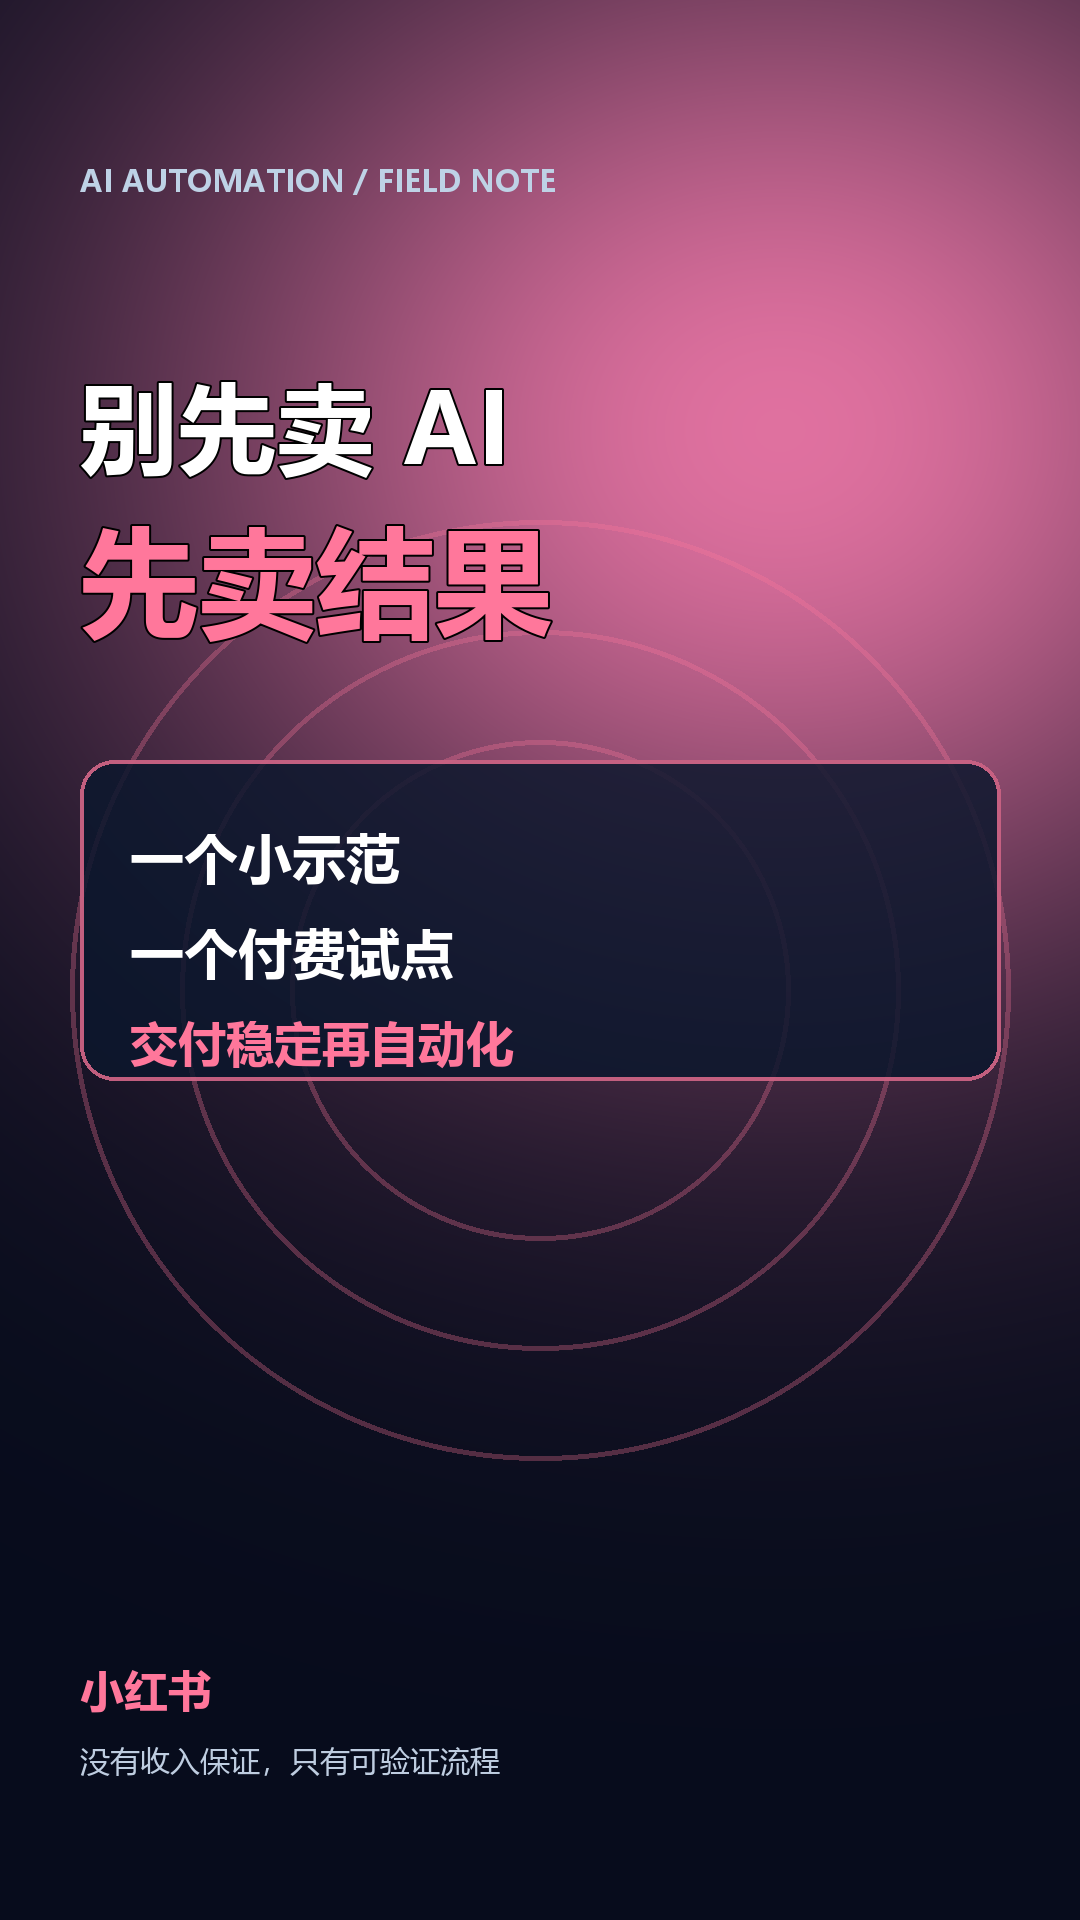 AI AUTOMATION / FIELD NOTE
别先卖 AI
先卖结果
一个小示范
一个付费试点
交付稳定再自动化
小红书
没有收入保证，只有可验证流程